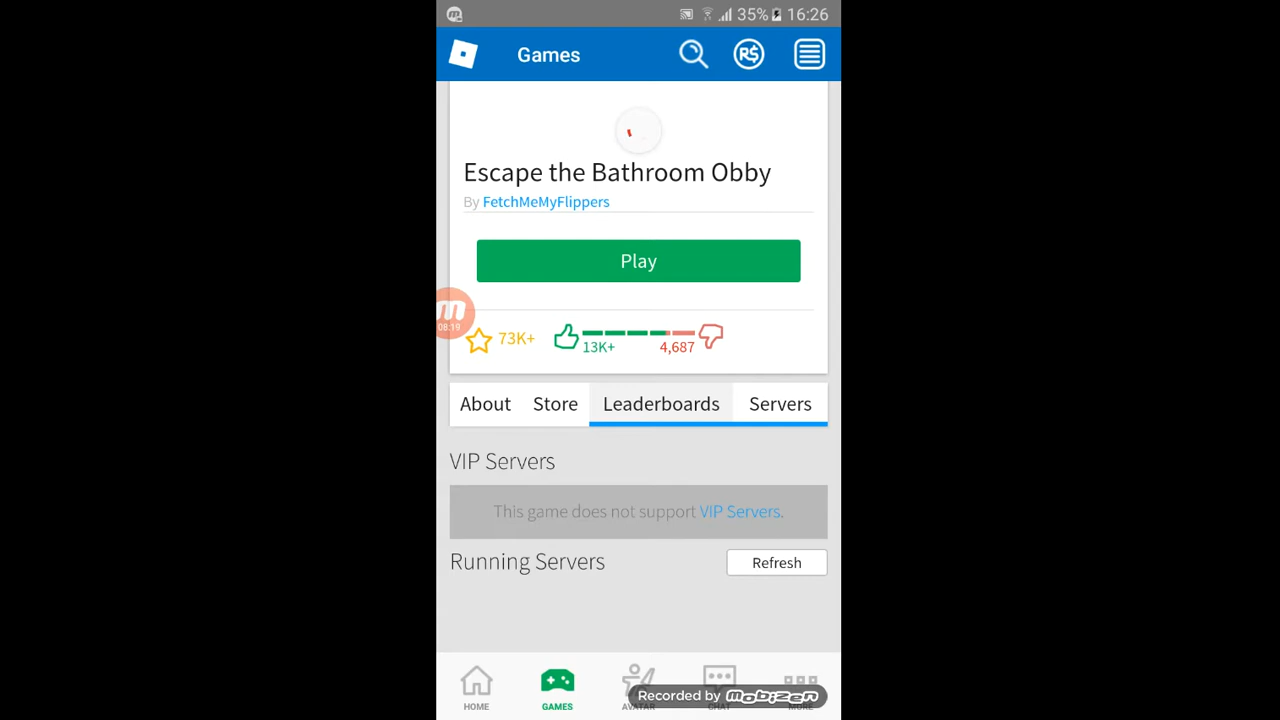 35% 16:26
Games
R$
Escape the Bathroom Obby
By FetchMeMyFlippers
Play
08:19
73K+
13K+
4,687
About Store Leaderboards Servers
VIP Servers
This game does not support VIP Servers.
Running Servers
Refresh
HOME GAMES AVATAR CHAT MORE
Recorded by mobizen